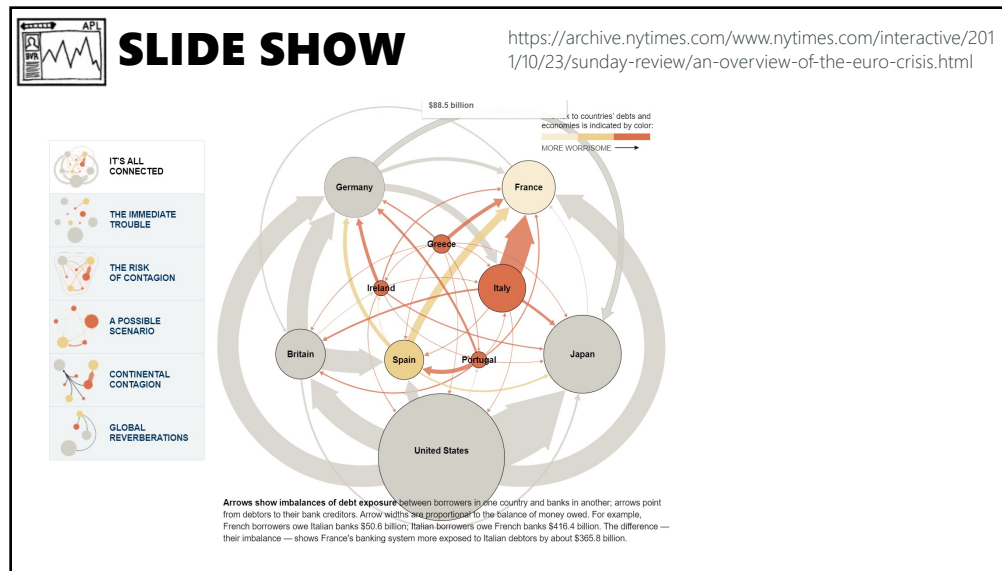 APL
BVR
SLIDE SHOW
https://archive.nytimes.com/www.nytimes.com/interactive/201
1/10/23/sunday-review/an-overview-of-the-euro-crisis.html
$88.5 billion
k to countries' debts and
economies is indicated by color:
MORE WORRISOME
IT'S ALL
CONNECTED
THE IMMEDIATE
TROUBLE
THE RISK
OF CONTAGION
A POSSIBLE
SCENARIO
CONTINENTAL
CONTAGION
GLOBAL
REVERBERATIONS
Germany
France
Greece
Ireland
Italy
Britain
Spain
Portugal
Japan
United States
Arrows show imbalances of debt exposure between borrowers in one country and banks in another; arrows point
from debtors to their bank creditors. Arrow widths are proportional to the balance of money owed. For example,
French borrowers owe Italian banks $50.6 billion; Italian borrowers owe French banks $416.4 billion. The difference —
their imbalance — shows France's banking system more exposed to Italian debtors by about $365.8 billion.